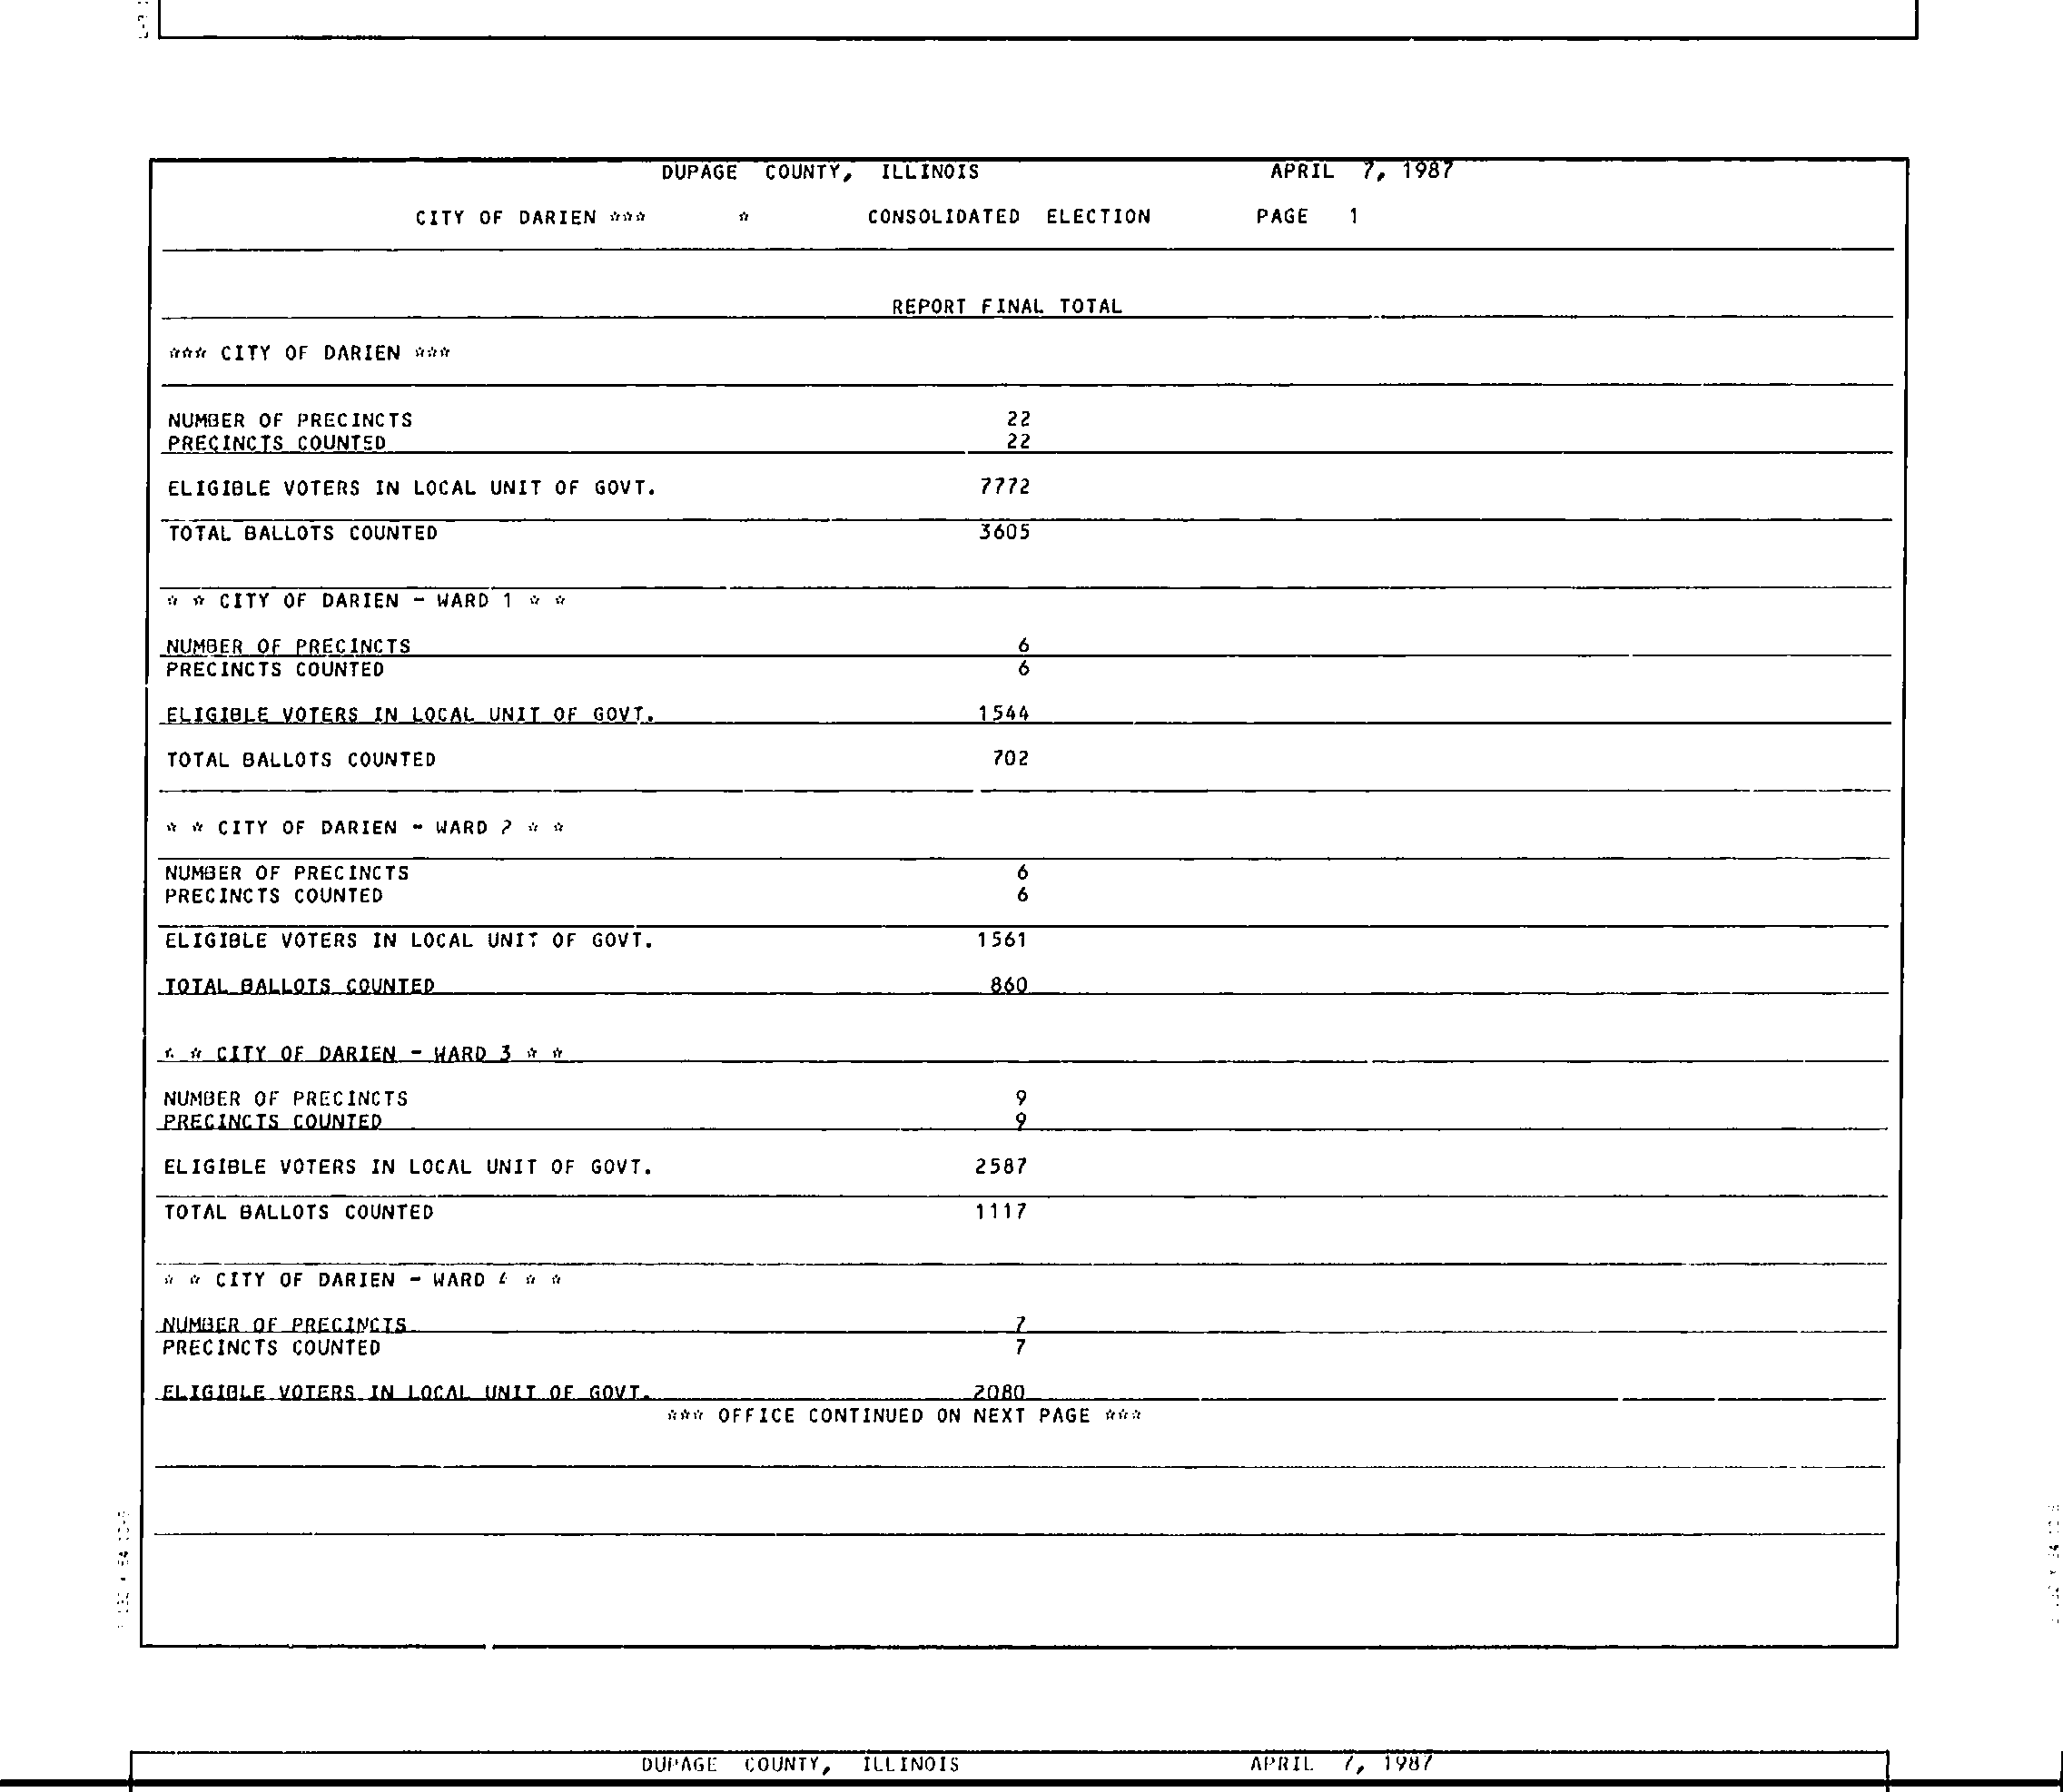 DUPAGE COUNTY, ILLINOIS APRIL 7, 1987
CITY OF DARIEN *** * CONSOLIDATED ELECTION PAGE 1
REPORT FINAL TOTAL
*** CITY OF DARIEN ***
NUMBER OF PRECINCTS 22
PRECINCTS COUNTED 22
ELIGIBLE VOTERS IN LOCAL UNIT OF GOVT. 7772
TOTAL BALLOTS COUNTED 3605
* * CITY OF DARIEN - WARD 1 * *
NUMBER OF PRECINCTS 6
PRECINCTS COUNTED 6
ELIGIBLE VOTERS IN LOCAL UNIT OF GOVT. 1544
TOTAL BALLOTS COUNTED 702
* * CITY OF DARIEN - WARD 2 * *
NUMBER OF PRECINCTS 6
PRECINCTS COUNTED 6
ELIGIBLE VOTERS IN LOCAL UNIT OF GOVT. 1561
TOTAL BALLOTS COUNTED 860
* * CITY OF DARIEN - WARD 3 * *
NUMBER OF PRECINCTS 9
PRECINCTS COUNTED 9
ELIGIBLE VOTERS IN LOCAL UNIT OF GOVT. 2587
TOTAL BALLOTS COUNTED 1117
* * CITY OF DARIEN - WARD 4 * *
NUMBER OF PRECINCTS 7
PRECINCTS COUNTED 7
ELIGIBLE VOTERS IN LOCAL UNIT OF GOVT. 2080
*** OFFICE CONTINUED ON NEXT PAGE ***
DUPAGE COUNTY, ILLINOIS APRIL 7, 1987